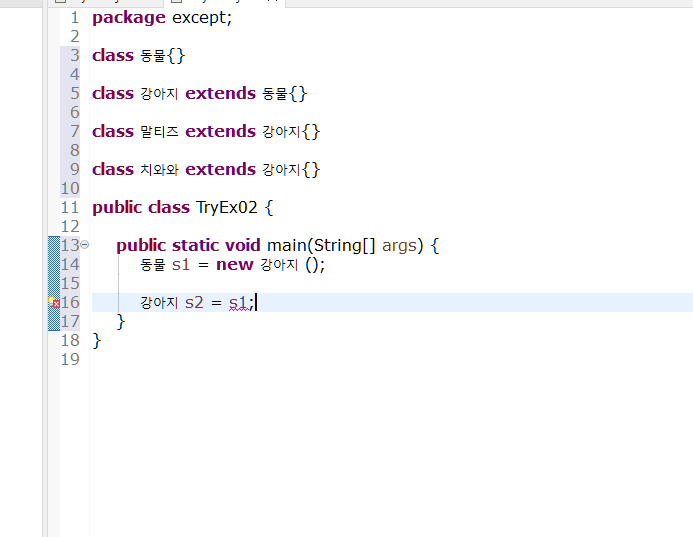 1 package except;
2
3 class 동물{}
4
5 class 강아지 extends 동물{}
6
7 class 말티즈 extends 강아지{}
8
9 class 치와와 extends 강아지{}
10
11 public class TryEx02 {
12
13 public static void main(String[] args) {
14 동물 s1 = new 강아지 ();
15
16 강아지 s2 = s1;
17 }
18 }
19